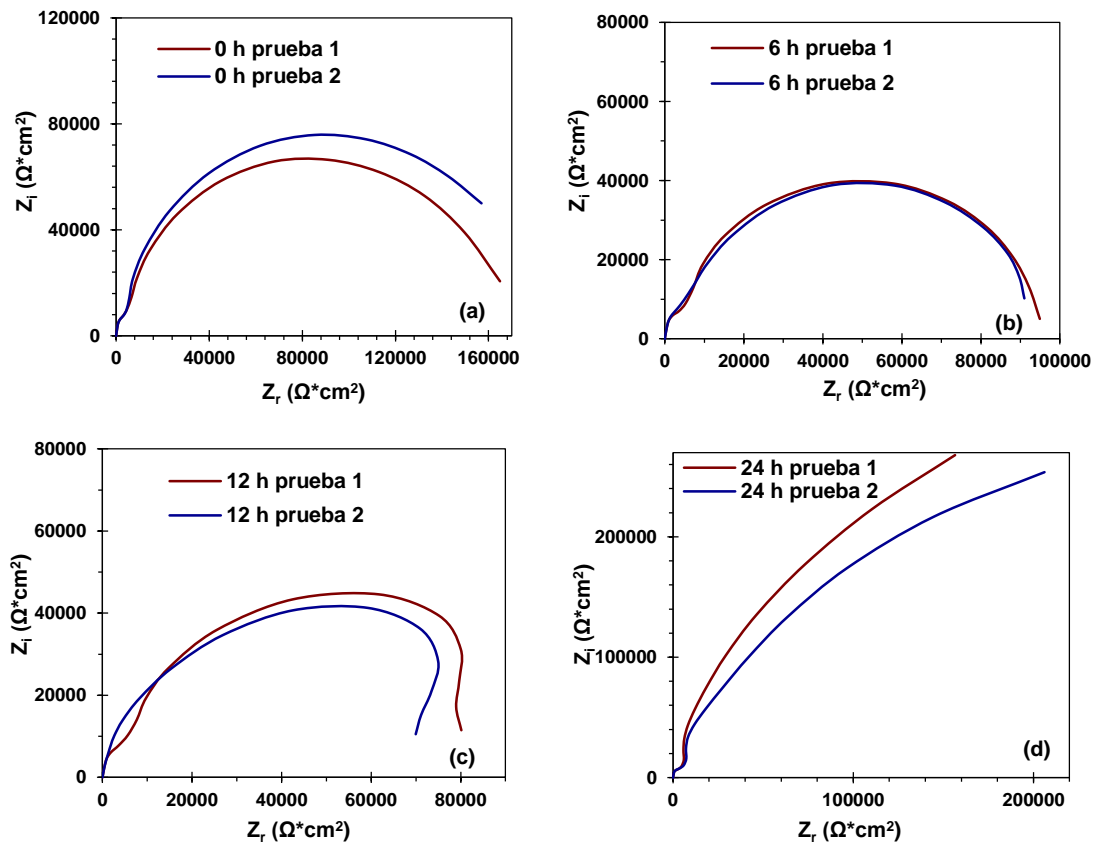 120000
80000
40000
0
Zᵢ (Ω*cm²)
0 h prueba 1
0 h prueba 2
(a)
0 40000 80000 120000 160000
Zᵣ (Ω*cm²)
80000
60000
40000
20000
0
Zᵢ (Ω*cm²)
6 h prueba 1
6 h prueba 2
(b)
0 20000 40000 60000 80000 100000
Zᵣ (Ω*cm²)
80000
60000
40000
20000
0
Zᵢ (Ω*cm²)
12 h prueba 1
12 h prueba 2
(c)
0 20000 40000 60000 80000
Zᵣ (Ω*cm²)
200000
100000
0
Zᵢ (Ω*cm²)
24 h prueba 1
24 h prueba 2
(d)
0 100000 200000
Zᵣ (Ω*cm²)